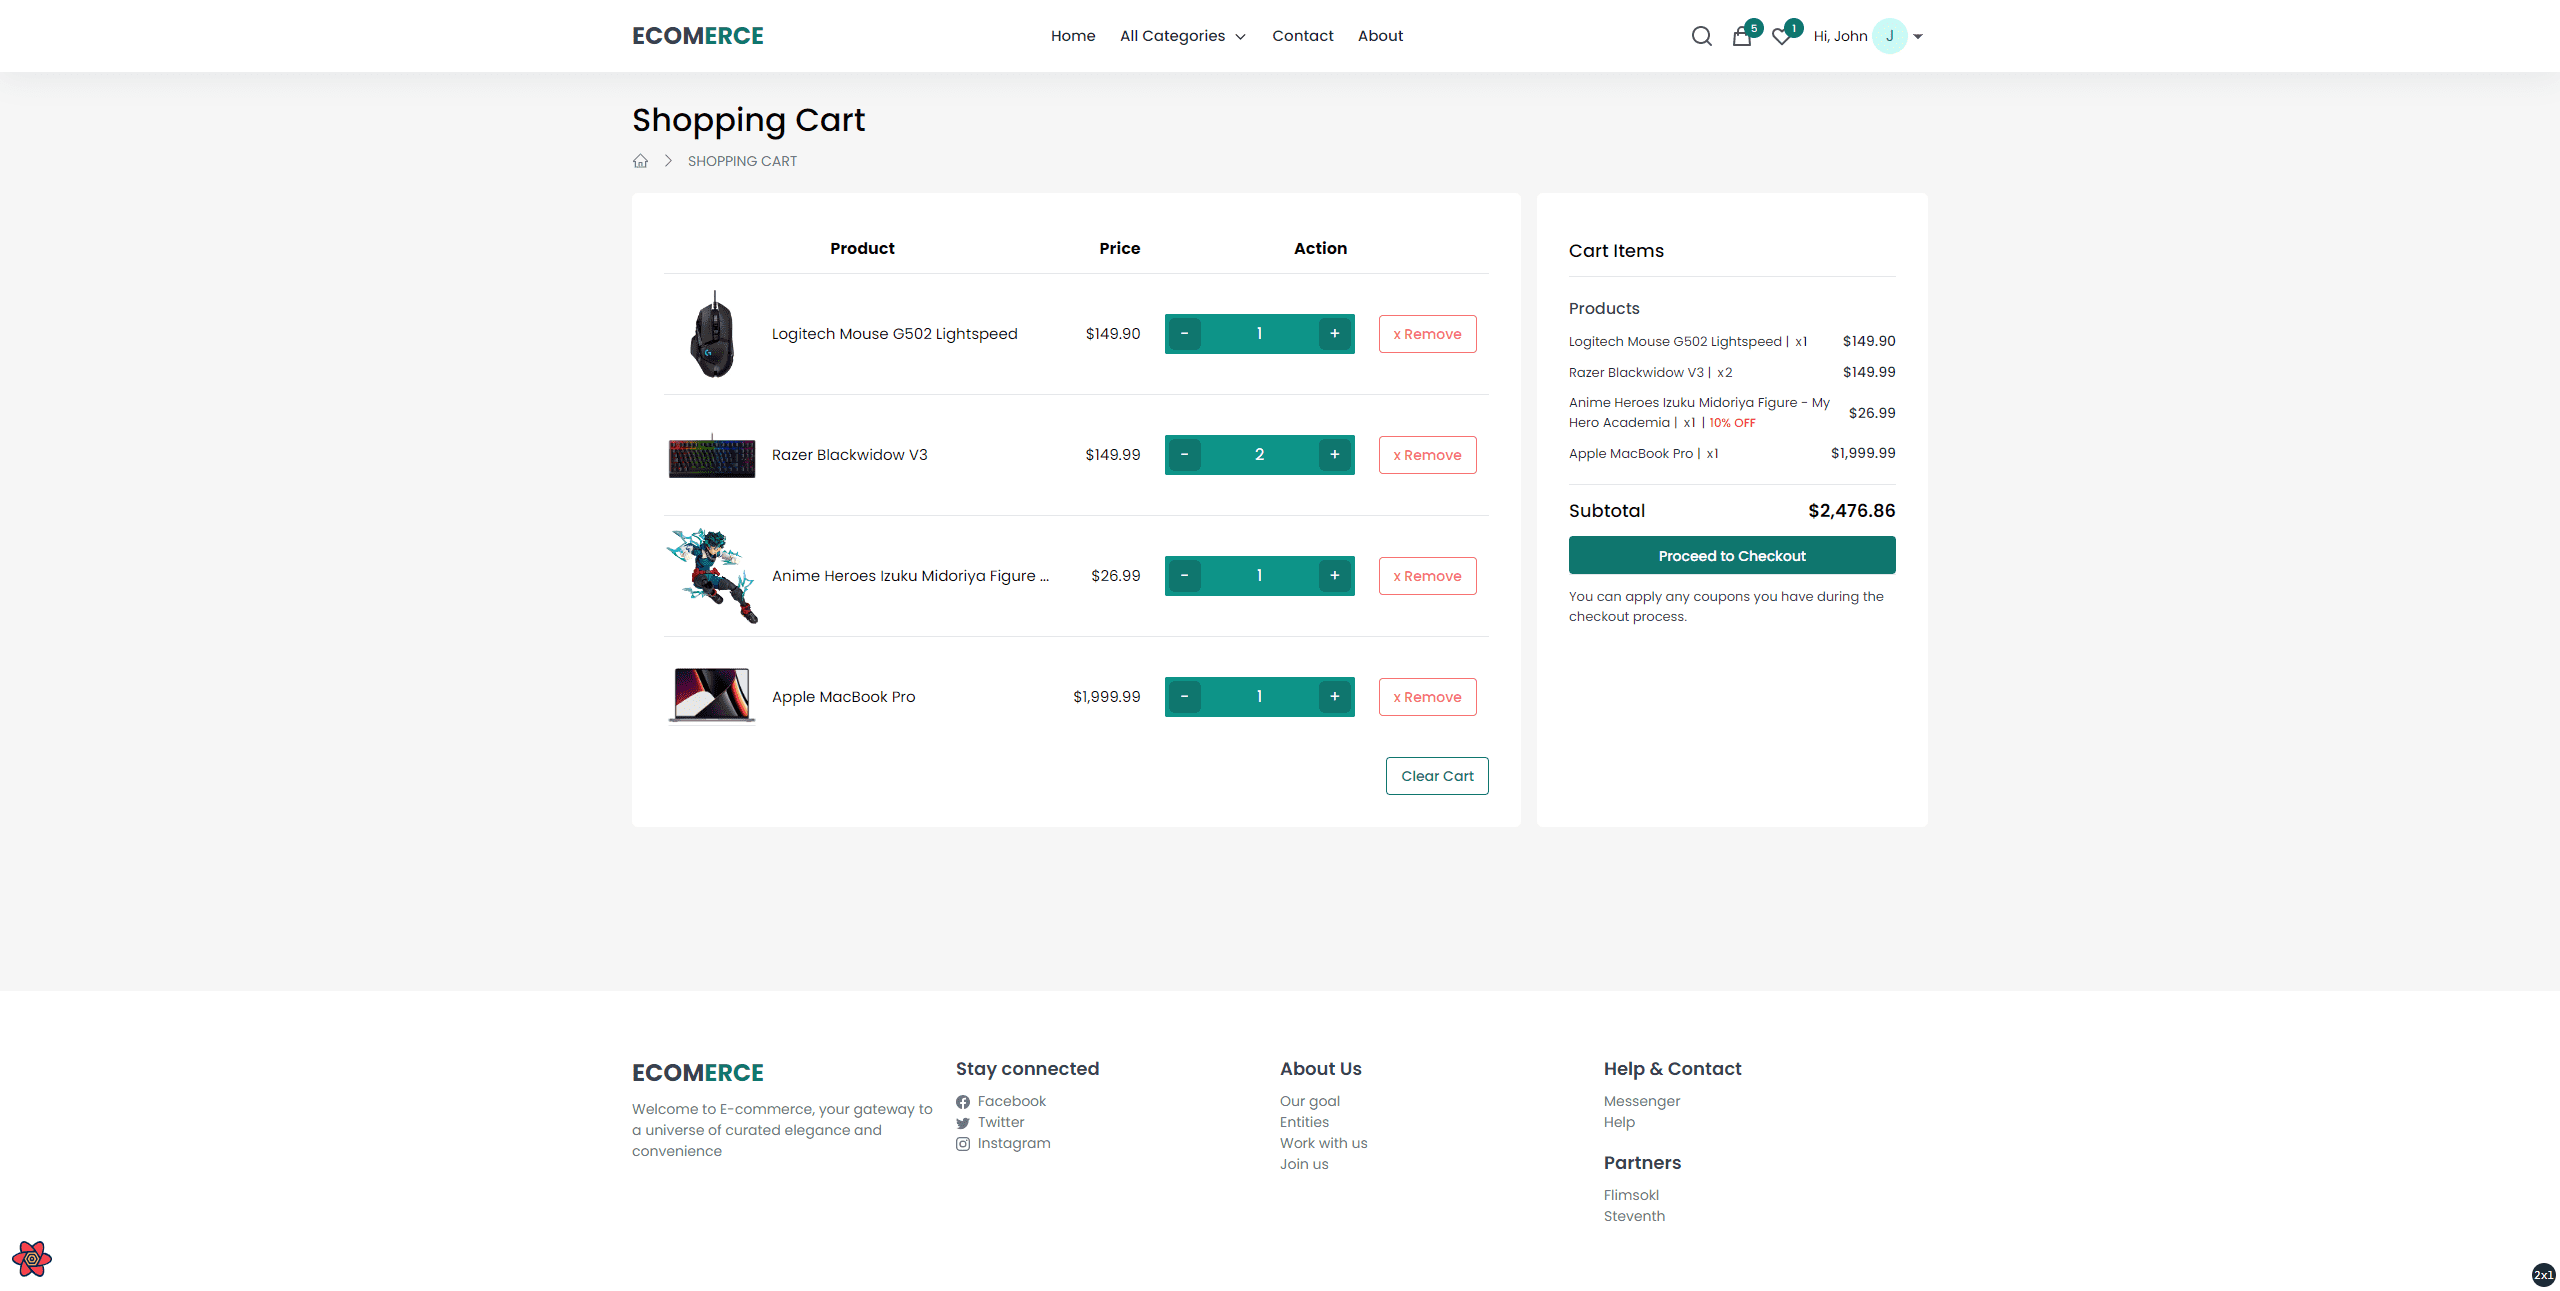 ECOMERCE
Home
All Categories
Contact
About
5
1
Hi, John
J
Shopping Cart
SHOPPING CART
Product Price Action
Logitech Mouse G502 Lightspeed $149.90 - 1 + x Remove
Razer Blackwidow V3 $149.99 - 2 + x Remove
Anime Heroes Izuku Midoriya Figure ... $26.99 - 1 + x Remove
Apple MacBook Pro $1,999.99 - 1 + x Remove
Clear Cart
Cart Items
Products
Logitech Mouse G502 Lightspeed | x1 $149.90
Razer Blackwidow V3 | x2 $149.99
Anime Heroes Izuku Midoriya Figure - My
Hero Academia | x1 | 10% OFF $26.99
Apple MacBook Pro | x1 $1,999.99
Subtotal $2,476.86
Proceed to Checkout
You can apply any coupons you have during the
checkout process.
ECOMERCE
Welcome to E-commerce, your gateway to
a universe of curated elegance and
convenience
Stay connected
Facebook
Twitter
Instagram
About Us
Our goal
Entities
Work with us
Join us
Help & Contact
Messenger
Help
Partners
Flimsokl
Steventh
2x1